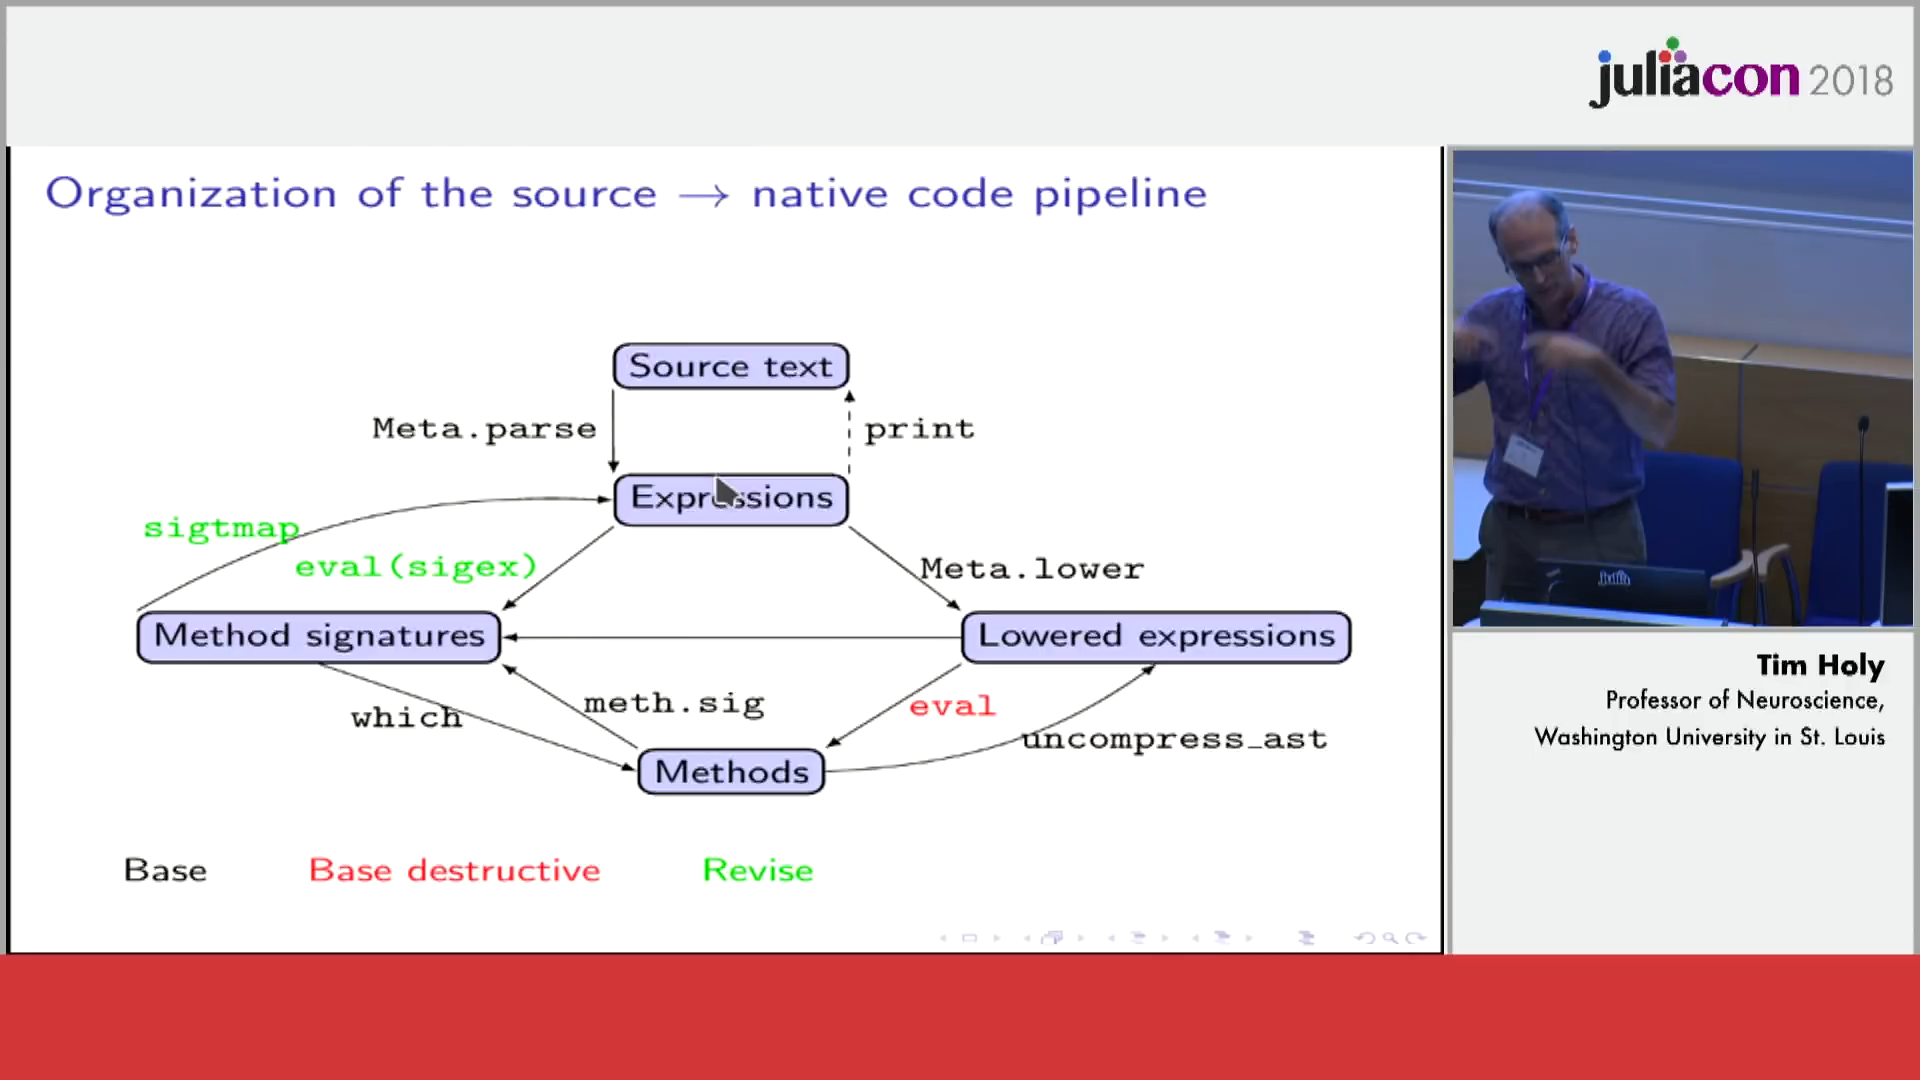 juliacon 2018
Organization of the source → native code pipeline
Source text
Meta.parse
print
Expressions
sigtmap
eval(sigex)
Meta.lower
Method signatures
Lowered expressions
which
meth.sig
eval
uncompress_ast
Methods
Base
Base destructive
Revise
julia
Tim Holy
Professor of Neuroscience,
Washington University in St. Louis